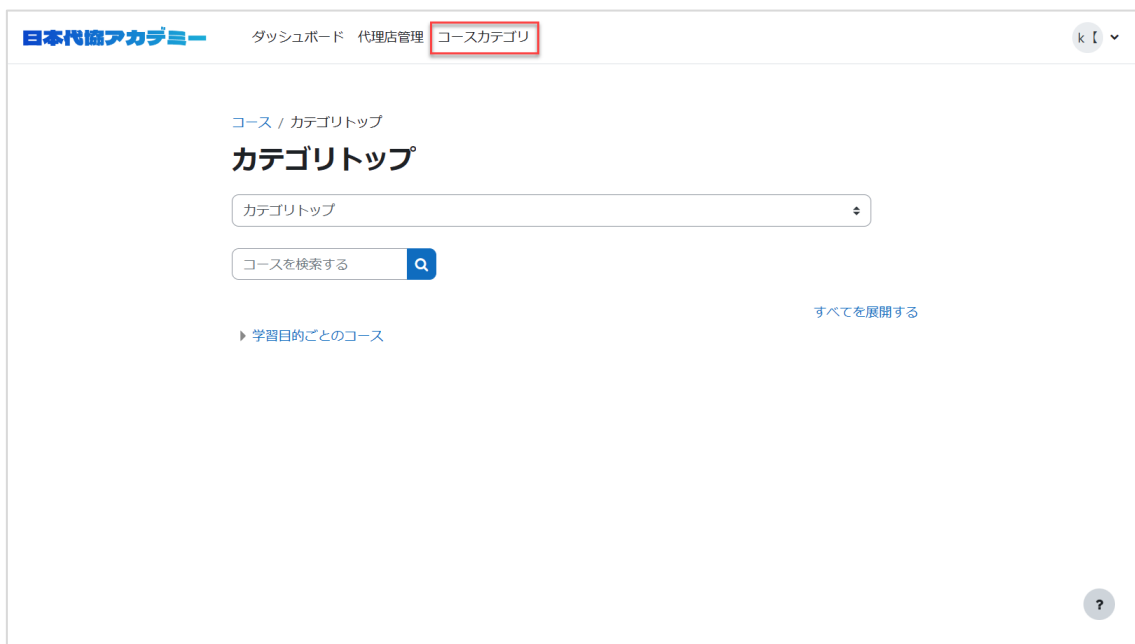 日本代協アカデミー ダッシュボード 代理店管理 コースカテゴリ k【
コース / カテゴリトップ
カテゴリトップ
カテゴリトップ
コースを検索する
すべてを展開する
学習目的ごとのコース
?